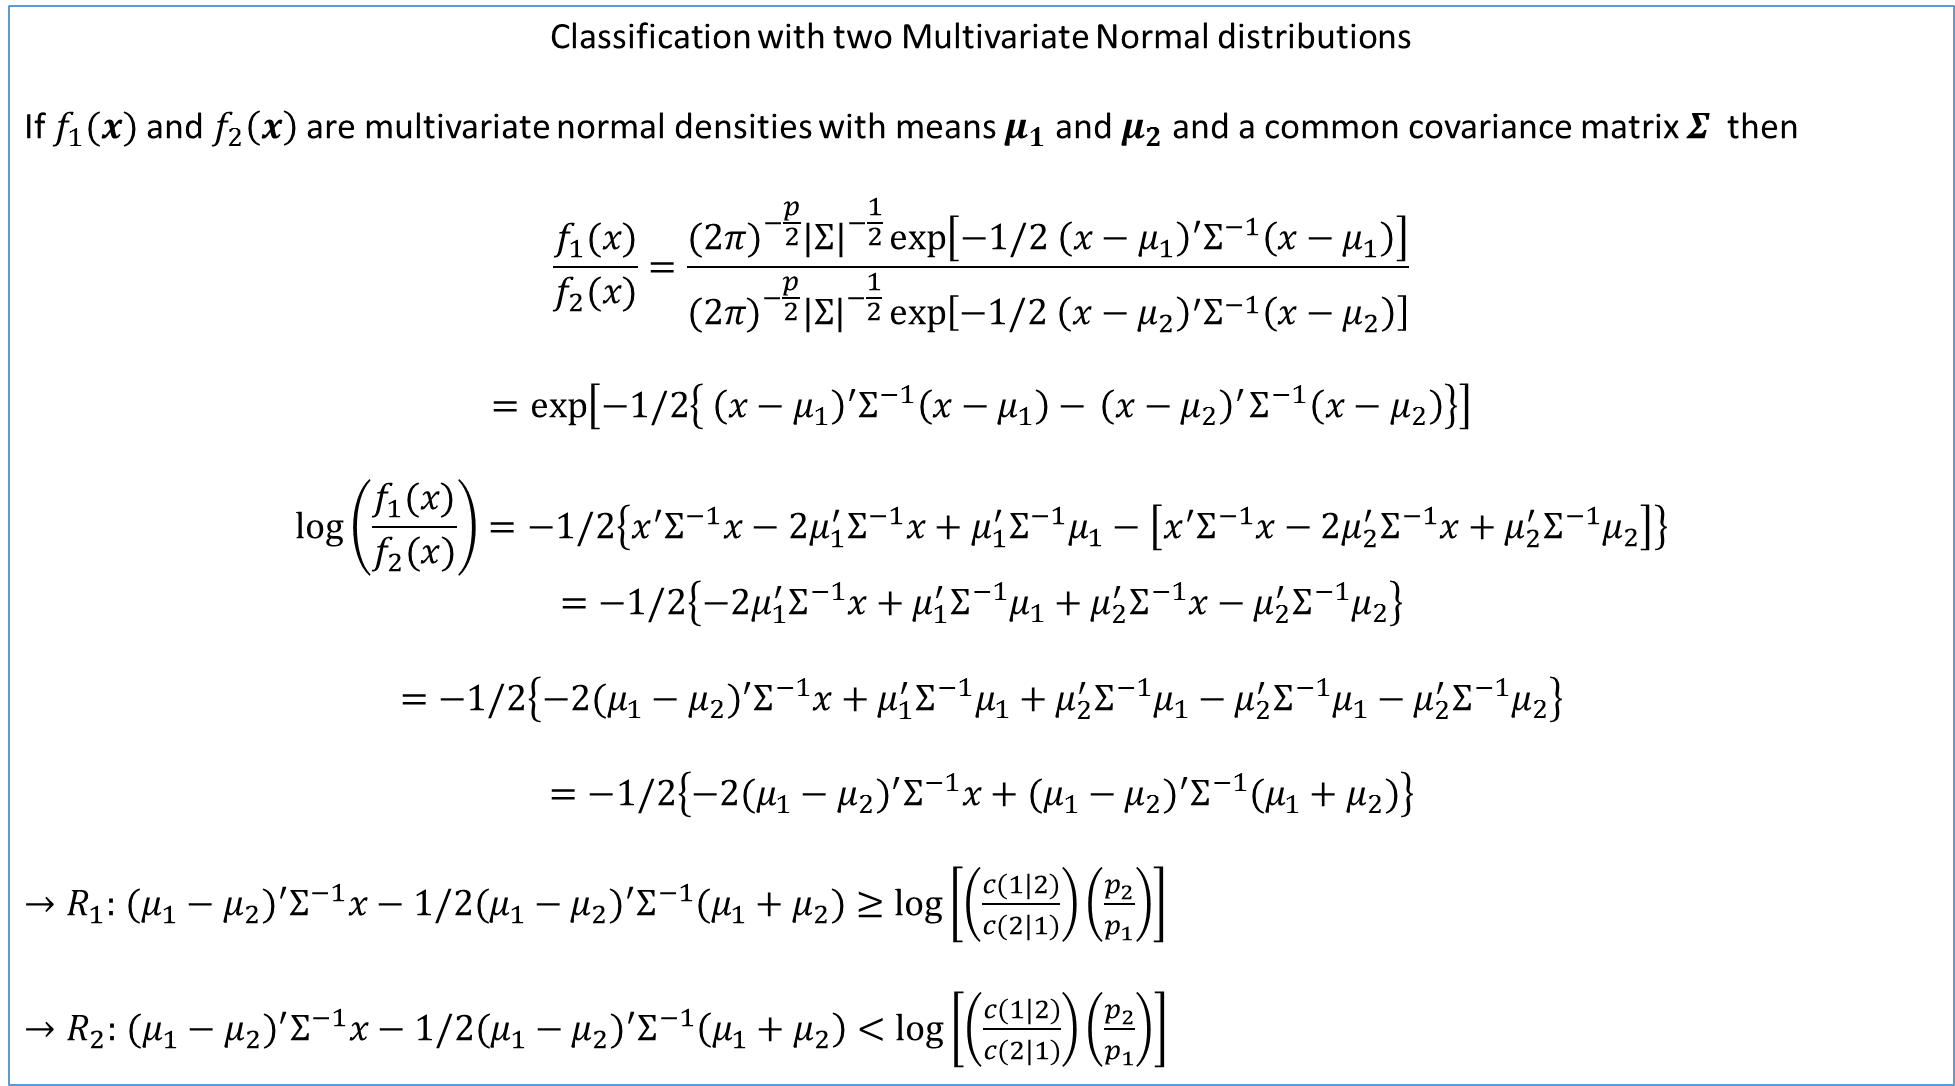 Classification with two Multivariate Normal distributions
If f₁(x) and f₂(x) are multivariate normal densities with means μ₁ and μ₂ and a common covariance matrix Σ then
f₁(x)/f₂(x) = (2π)^(−p/2)|Σ|^(−1/2) exp[−1/2 (x − μ₁)′Σ⁻¹(x − μ₁)] / (2π)^(−p/2)|Σ|^(−1/2) exp[−1/2 (x − μ₂)′Σ⁻¹(x − μ₂)]
= exp[−1/2{ (x − μ₁)′Σ⁻¹(x − μ₁) − (x − μ₂)′Σ⁻¹(x − μ₂)}]
log(f₁(x)/f₂(x)) = −1/2{x′Σ⁻¹x − 2μ₁′Σ⁻¹x + μ₁′Σ⁻¹μ₁ − [x′Σ⁻¹x − 2μ₂′Σ⁻¹x + μ₂′Σ⁻¹μ₂]}
= −1/2{−2μ₁′Σ⁻¹x + μ₁′Σ⁻¹μ₁ + μ₂′Σ⁻¹x − μ₂′Σ⁻¹μ₂}
= −1/2{−2(μ₁ − μ₂)′Σ⁻¹x + μ₁′Σ⁻¹μ₁ + μ₂′Σ⁻¹μ₁ − μ₂′Σ⁻¹μ₁ − μ₂′Σ⁻¹μ₂}
= −1/2{−2(μ₁ − μ₂)′Σ⁻¹x + (μ₁ − μ₂)′Σ⁻¹(μ₁ + μ₂)}
→ R₁: (μ₁ − μ₂)′Σ⁻¹x − 1/2(μ₁ − μ₂)′Σ⁻¹(μ₁ + μ₂) ≥ log[(c(1|2)/c(2|1))(p₂/p₁)]
→ R₂: (μ₁ − μ₂)′Σ⁻¹x − 1/2(μ₁ − μ₂)′Σ⁻¹(μ₁ + μ₂) < log[(c(1|2)/c(2|1))(p₂/p₁)]